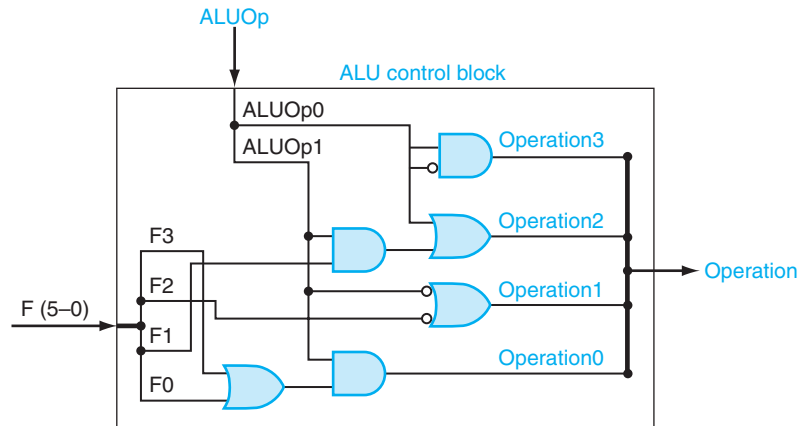 ALUOp
ALU control block
ALUOp0
ALUOp1
Operation3
Operation2
F3
F2
Operation
Operation1
F (5–0)
F1
F0
Operation0